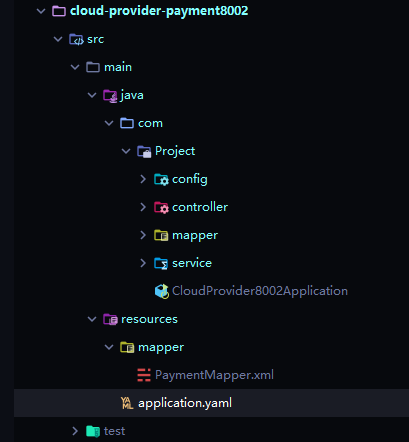 cloud-provider-payment8002
src
main
java
com
Project
config
controller
mapper
service
CloudProvider8002Application
resources
mapper
PaymentMapper.xml
application.yaml
test